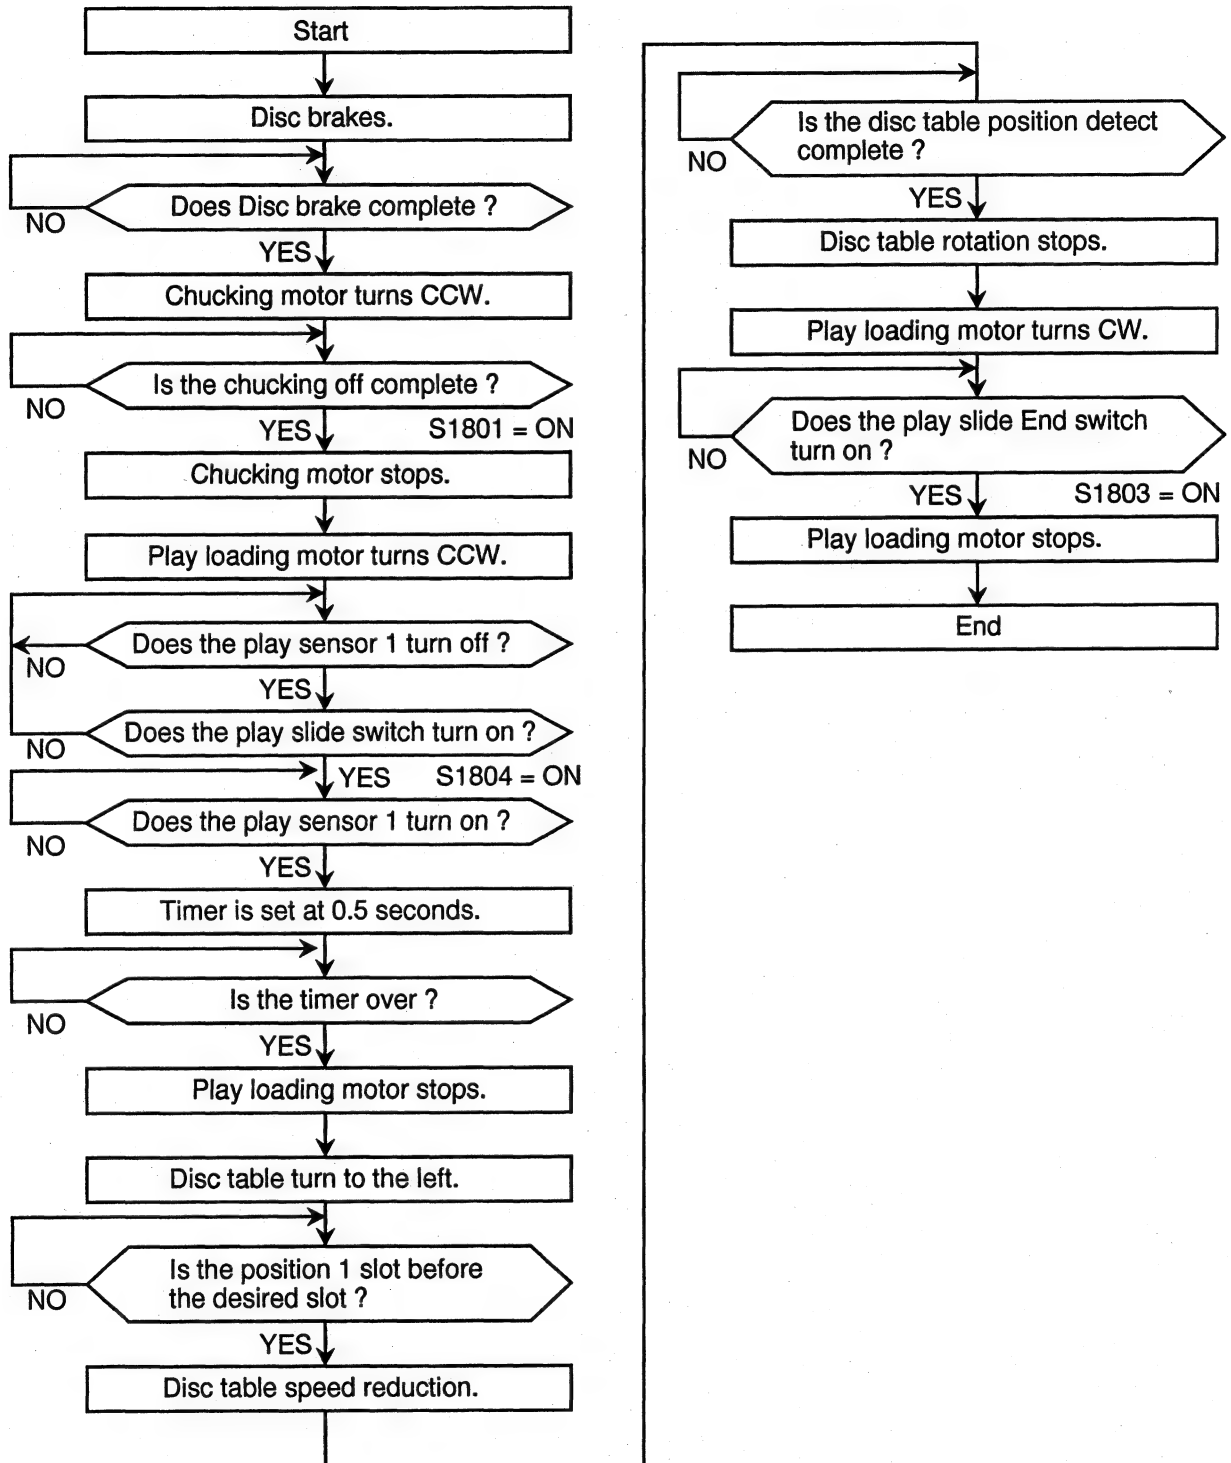 Start
Disc brakes.
Does Disc brake complete ?
NO
YES
Chucking motor turns CCW.
Is the chucking off complete ?
NO
YES S1801 = ON
Chucking motor stops.
Play loading motor turns CCW.
Does the play sensor 1 turn off ?
NO
YES
Does the play slide switch turn on ?
NO
YES S1804 = ON
Does the play sensor 1 turn on ?
NO
YES
Timer is set at 0.5 seconds.
Is the timer over ?
NO
YES
Play loading motor stops.
Disc table turn to the left.
Is the position 1 slot before
the desired slot ?
NO
YES
Disc table speed reduction.
Is the disc table position detect
complete ?
NO
YES
Disc table rotation stops.
Play loading motor turns CW.
Does the play slide End switch
turn on ?
NO
YES S1803 = ON
Play loading motor stops.
End